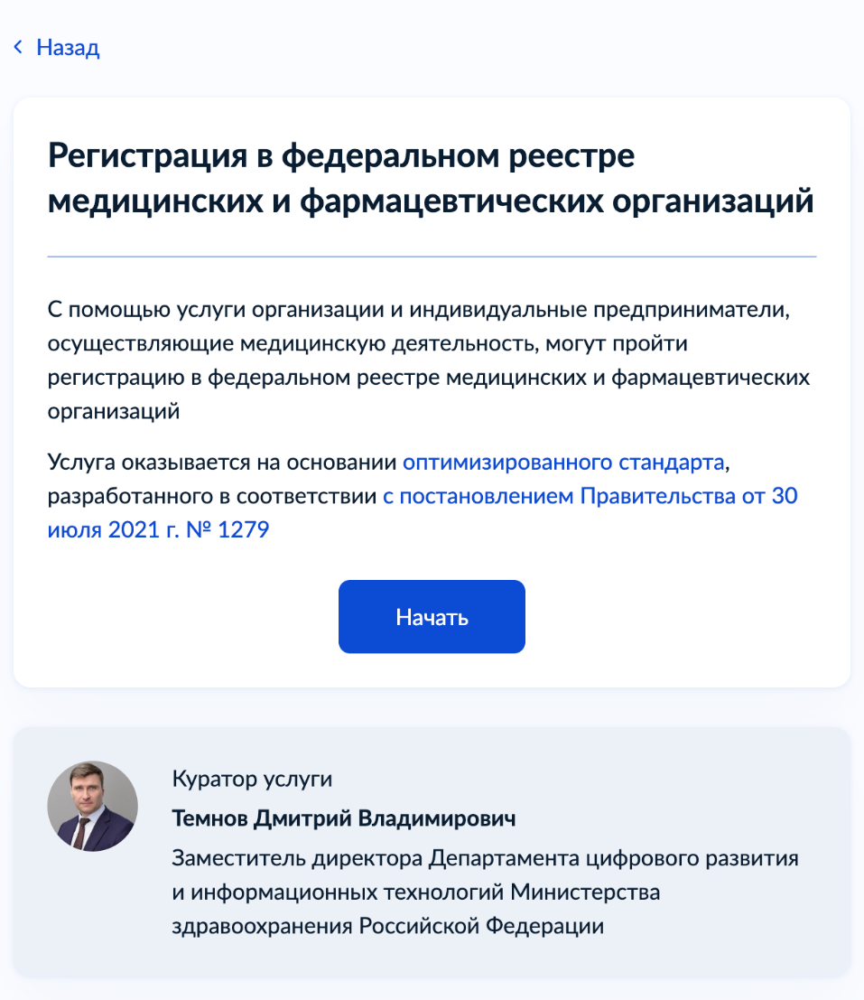 Назад
Регистрация в федеральном реестре
медицинских и фармацевтических организаций
С помощью услуги организации и индивидуальные предприниматели,
осуществляющие медицинскую деятельность, могут пройти
регистрацию в федеральном реестре медицинских и фармацевтических
организаций
Услуга оказывается на основании оптимизированного стандарта,
разработанного в соответствии с постановлением Правительства от 30
июля 2021 г. № 1279
Начать
Куратор услуги
Темнов Дмитрий Владимирович
Заместитель директора Департамента цифрового развития
и информационных технологий Министерства
здравоохранения Российской Федерации